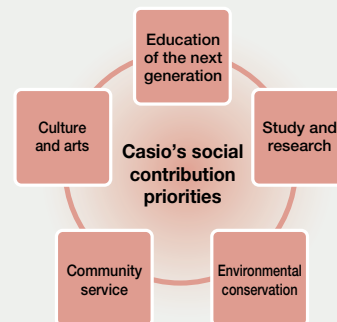 Education
of the next
generation
Culture
and arts
Casio's social
contribution
priorities
Study and
research
Community
service
Environmental
conservation